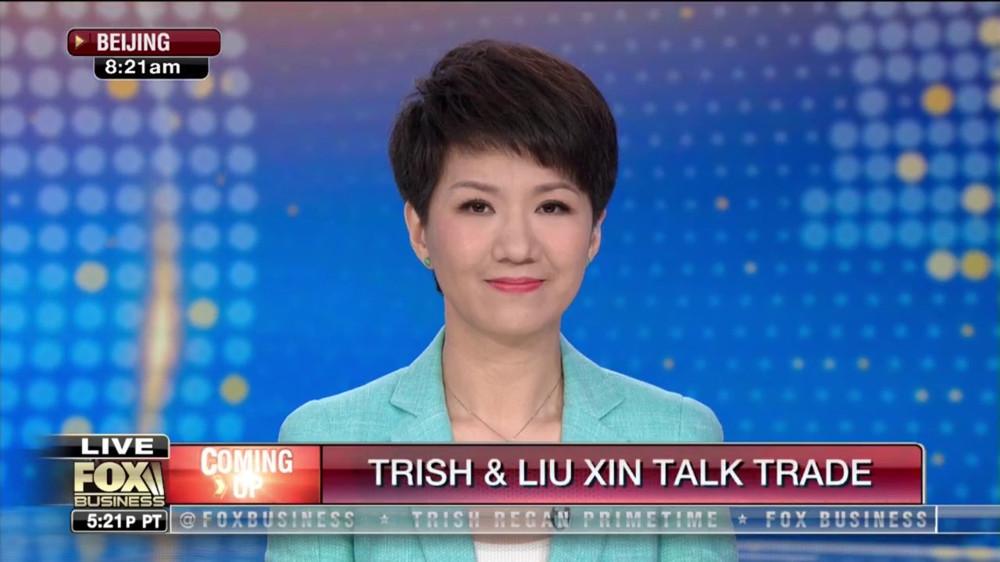 BEIJING
8:21am
LIVE
FOX
BUSINESS
COMING
UP
TRISH & LIU XIN TALK TRADE
5:21P PT
@FOXBUSINESS ★ TRISH REGAN PRIMETIME ★ FOX BUSINESS